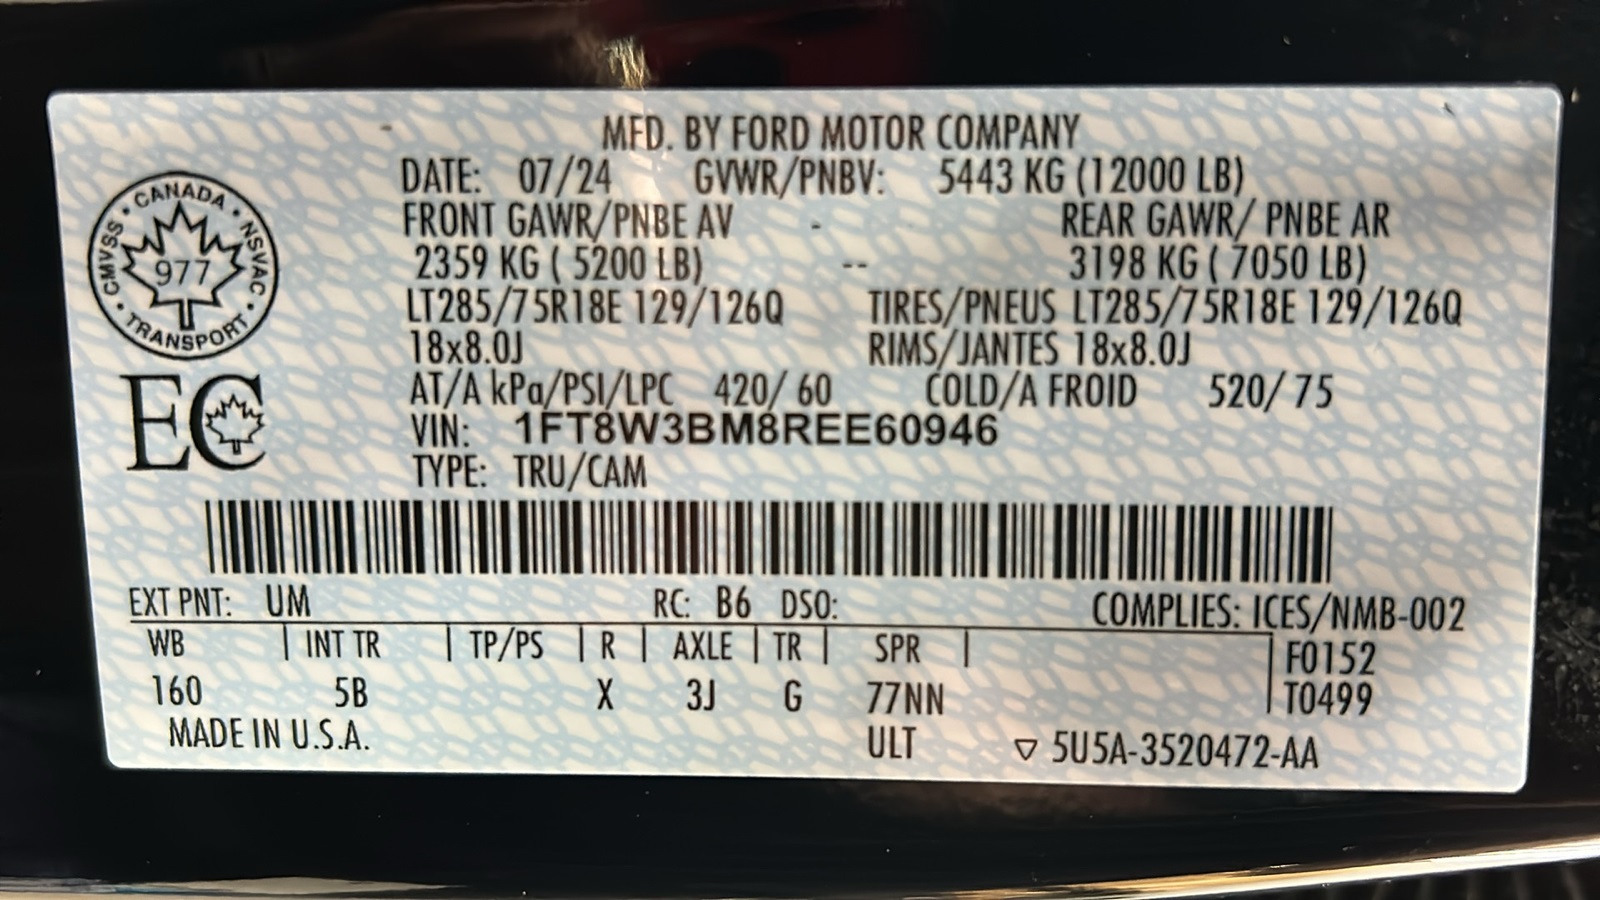 MFD. BY FORD MOTOR COMPANY
DATE: 07/24 GVWR/PNBV: 5443 KG (12000 LB)
FRONT GAWR/PNBE AV - REAR GAWR/ PNBE AR
2359 KG ( 5200 LB) -- 3198 KG ( 7050 LB)
LT285/75R18E 129/126Q TIRES/PNEUS LT285/75R18E 129/126Q
18x8.0J RIMS/JANTES 18x8.0J
AT/A kPa/PSI/LPC 420/ 60 COLD/A FROID 520/ 75
VIN: 1FT8W3BM8REE60946
TYPE: TRU/CAM
CANADA
CMVSS NSVAC
977
TRANSPORT
EC
EXT PNT: UM RC: B6 DSO: COMPLIES: ICES/NMB-002
WB | INT TR | TP/PS | R | AXLE | TR | SPR | F0152
160 5B X 3J G 77NN T0499
MADE IN U.S.A. ULT ▽ 5U5A-3520472-AA